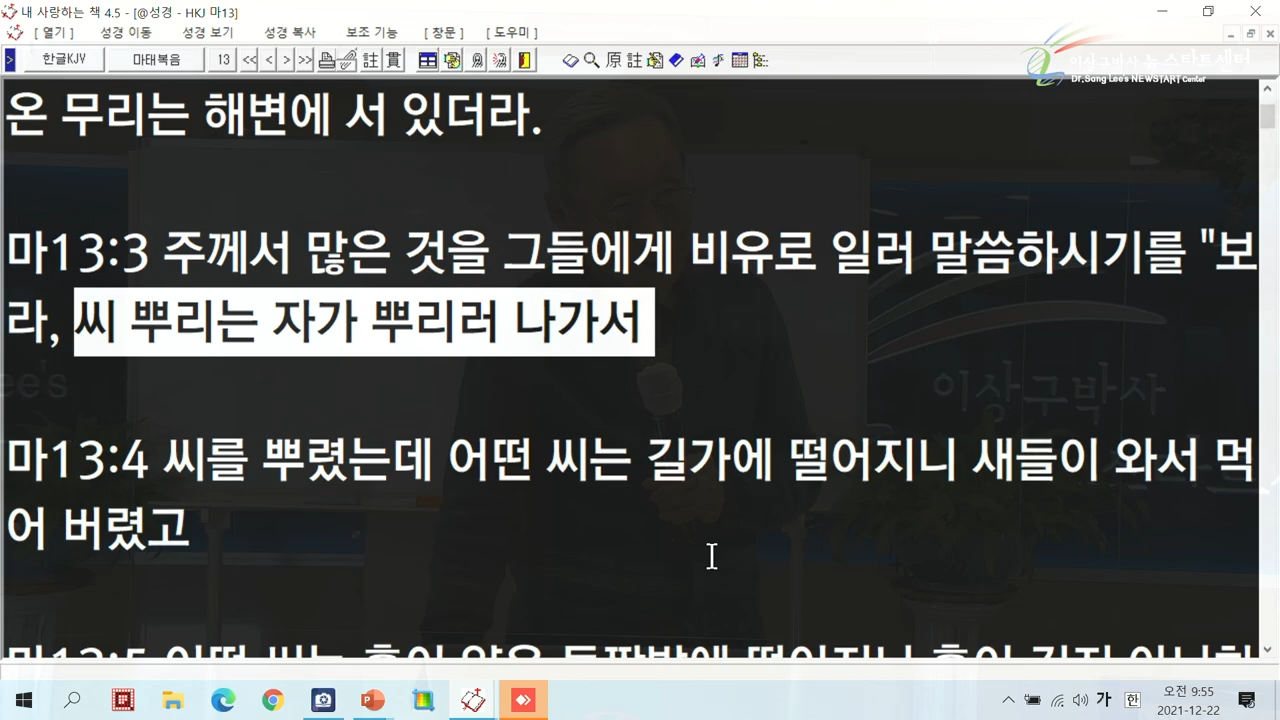 내 사랑하는 책 4.5 - [@성경 - HKJ 마13]
[ 열기 ] 성경 이동 성경 보기 성경 복사 보조 기능 [ 창문 ] [ 도우미 ]
한글KJV 마태복음 13 << < > >> 註 貫 原 註
이상구박사 뉴 스타트센터
Dr.Sang Lee's NEWSTART Center
온 무리는 해변에 서 있더라.
마13:3 주께서 많은 것을 그들에게 비유로 일러 말씀하시기를 "보
라, 씨 뿌리는 자가 뿌리러 나가서
ee's
이상구박사
마13:4 씨를 뿌렸는데 어떤 씨는 길가에 떨어지니 새들이 와서 먹
어 버렸고
가 한
오전 9:55
2021-12-22